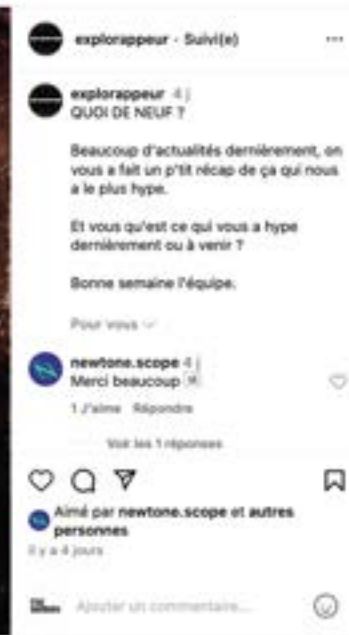 explorappeur · Suivi(e)
explorappeur 4 j
QUOI DE NEUF ?
Beaucoup d'actualités dernièrement, on
vous a fait un p'tit récap de ça qui nous
a le plus hype.
Et vous qu'est ce qui vous a hype
dernièrement ou à venir ?
Bonne semaine l'équipe.
Pour vous
newtone.scope 4 j
Merci beaucoup
1 J'aime Répondre
Voir les 1 réponses
Aimé par newtone.scope et autres
personnes
il y a 4 jours
Ajouter un commentaire...